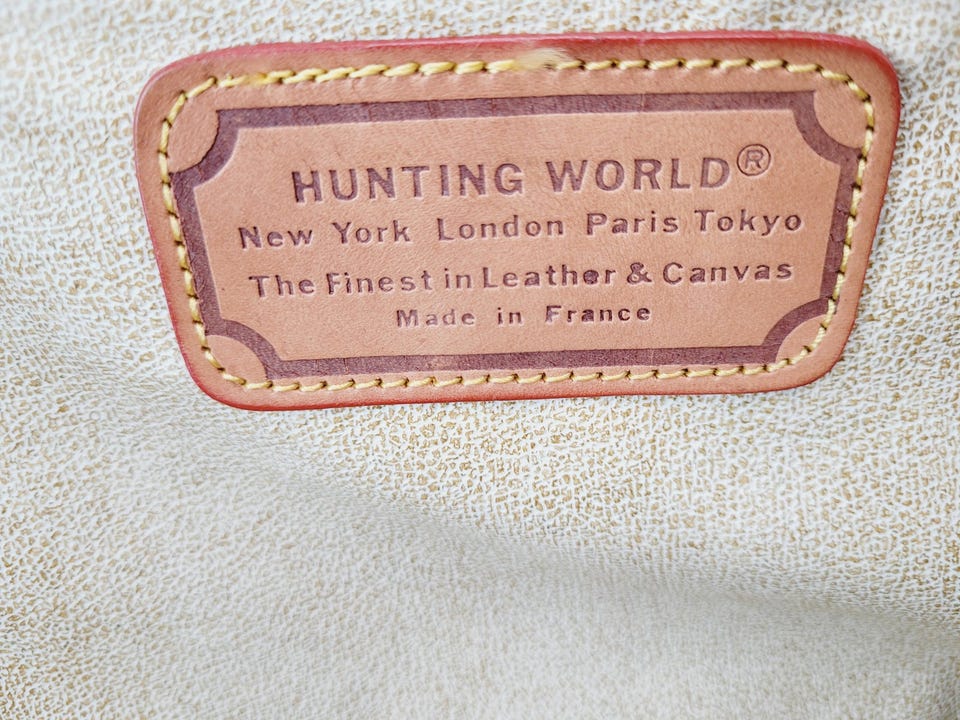 HUNTING WORLD®
New York London Paris Tokyo
The Finest in Leather & Canvas
Made in France